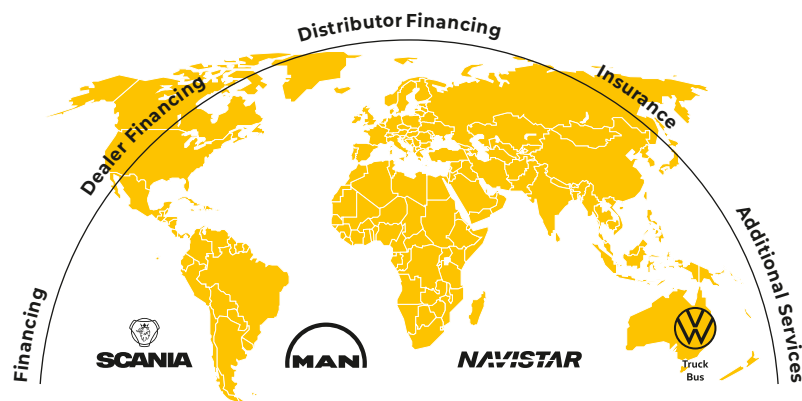 Financing
Dealer Financing
Distributor Financing
Insurance
Additional Services
SCANIA
MAN
NAVISTAR
Truck
Bus